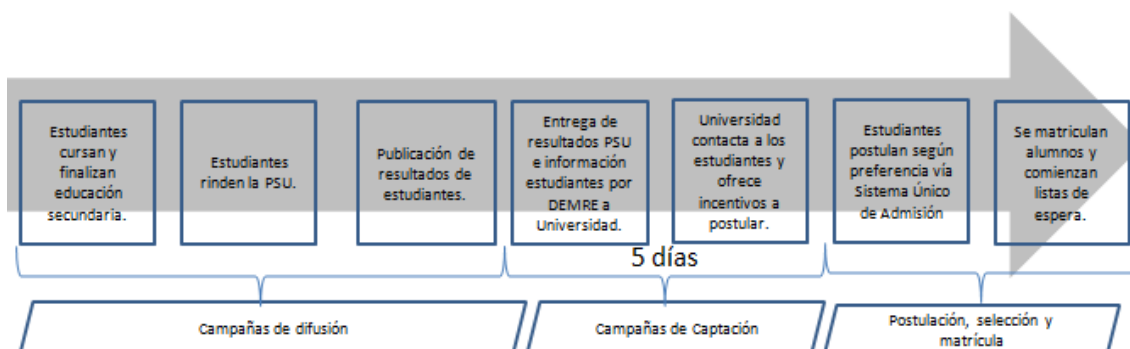 Estudiantes
cursan y
finalizan
educación
secundaria.
Estudiantes
rinden la PSU.
Publicación de
resultados de
estudiantes.
Entrega de
resultados PSU
e información
estudiantes por
DEMRE a
Universidad.
Universidad
contacta a los
estudiantes y
ofrece
incentivos a
postular.
Estudiantes
postulan según
preferencia vía
Sistema Único
de Admisión
Se matriculan
alumnos y
comienzan
listas de
espera.
5 días
Campañas de difusión
Campañas de Captación
Postulación, selección y
matrícula